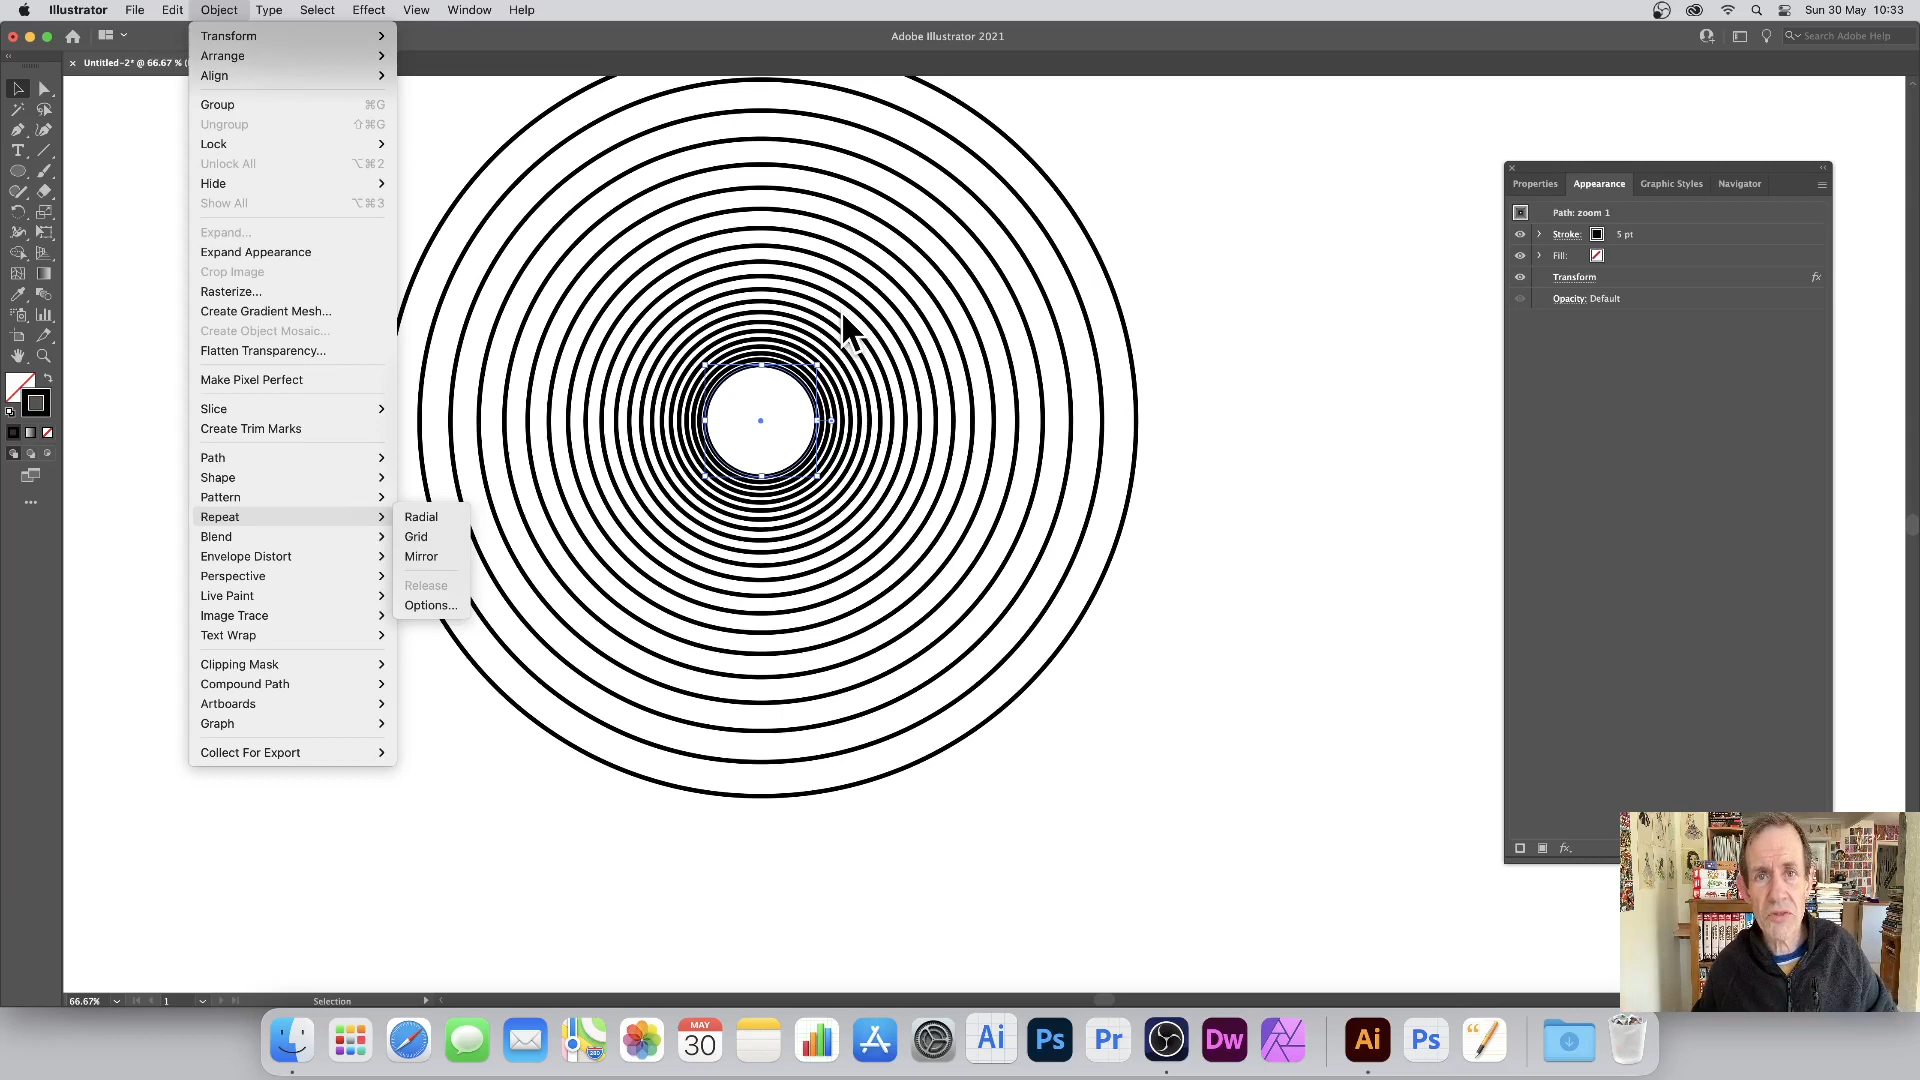 Illustrator File Edit Object Type Select Effect View Window Help
Sun 30 May 10:33
Adobe Illustrator 2021
Search Adobe Help
Untitled-2* @ 66.67 % (
Transform
Arrange
Align
Group ⌘G
Ungroup ⇧⌘G
Lock
Unlock All ⌥⌘2
Hide
Show All ⌥⌘3
Expand...
Expand Appearance
Crop Image
Rasterize...
Create Gradient Mesh...
Create Object Mosaic...
Flatten Transparency...
Make Pixel Perfect
Slice
Create Trim Marks
Path
Shape
Pattern
Repeat
Blend
Envelope Distort
Perspective
Live Paint
Image Trace
Text Wrap
Clipping Mask
Compound Path
Artboards
Graph
Collect For Export
Radial
Grid
Mirror
Release
Options...
Properties Appearance Graphic Styles Navigator
Path: zoom 1
Stroke: 5 pt
Fill:
Transform fx
Opacity: Default
fx.
66.67% 1 Selection
MAY
30
280
Ai Ps Pr Dw Ai Ps